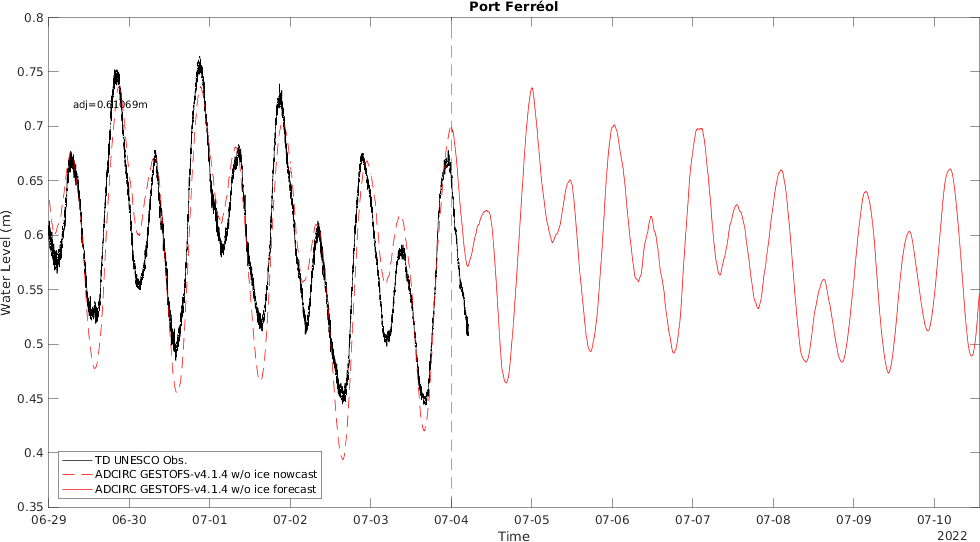 Port Ferréol
0.8
0.75
0.7
0.65
0.6
0.55
0.5
0.45
0.4
0.35
Water Level (m)
adj=0.61069m
TD UNESCO Obs.
ADCIRC GESTOFS-v4.1.4 w/o ice nowcast
ADCIRC GESTOFS-v4.1.4 w/o ice forecast
06-29 06-30 07-01 07-02 07-03 07-04 07-05 07-06 07-07 07-08 07-09 07-10
Time
2022